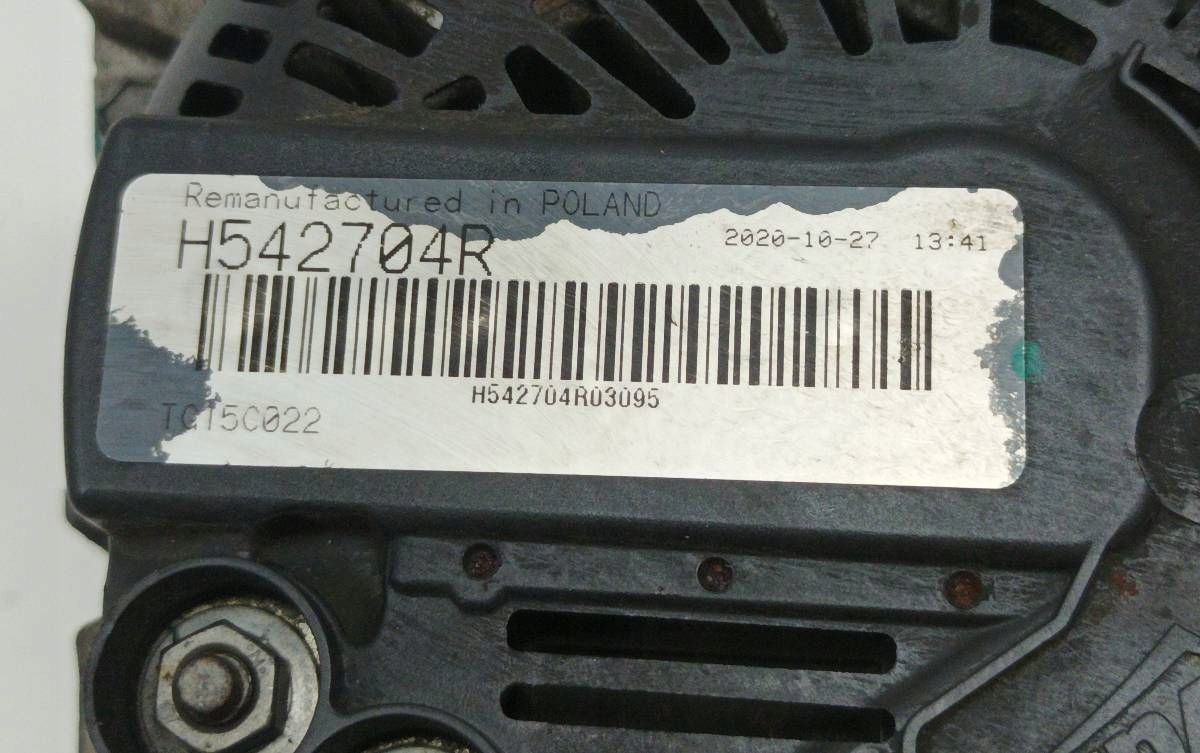 Remanufactured in POLAND
H542704R
2020-10-27 13:41
H542704R03095
TG15C022